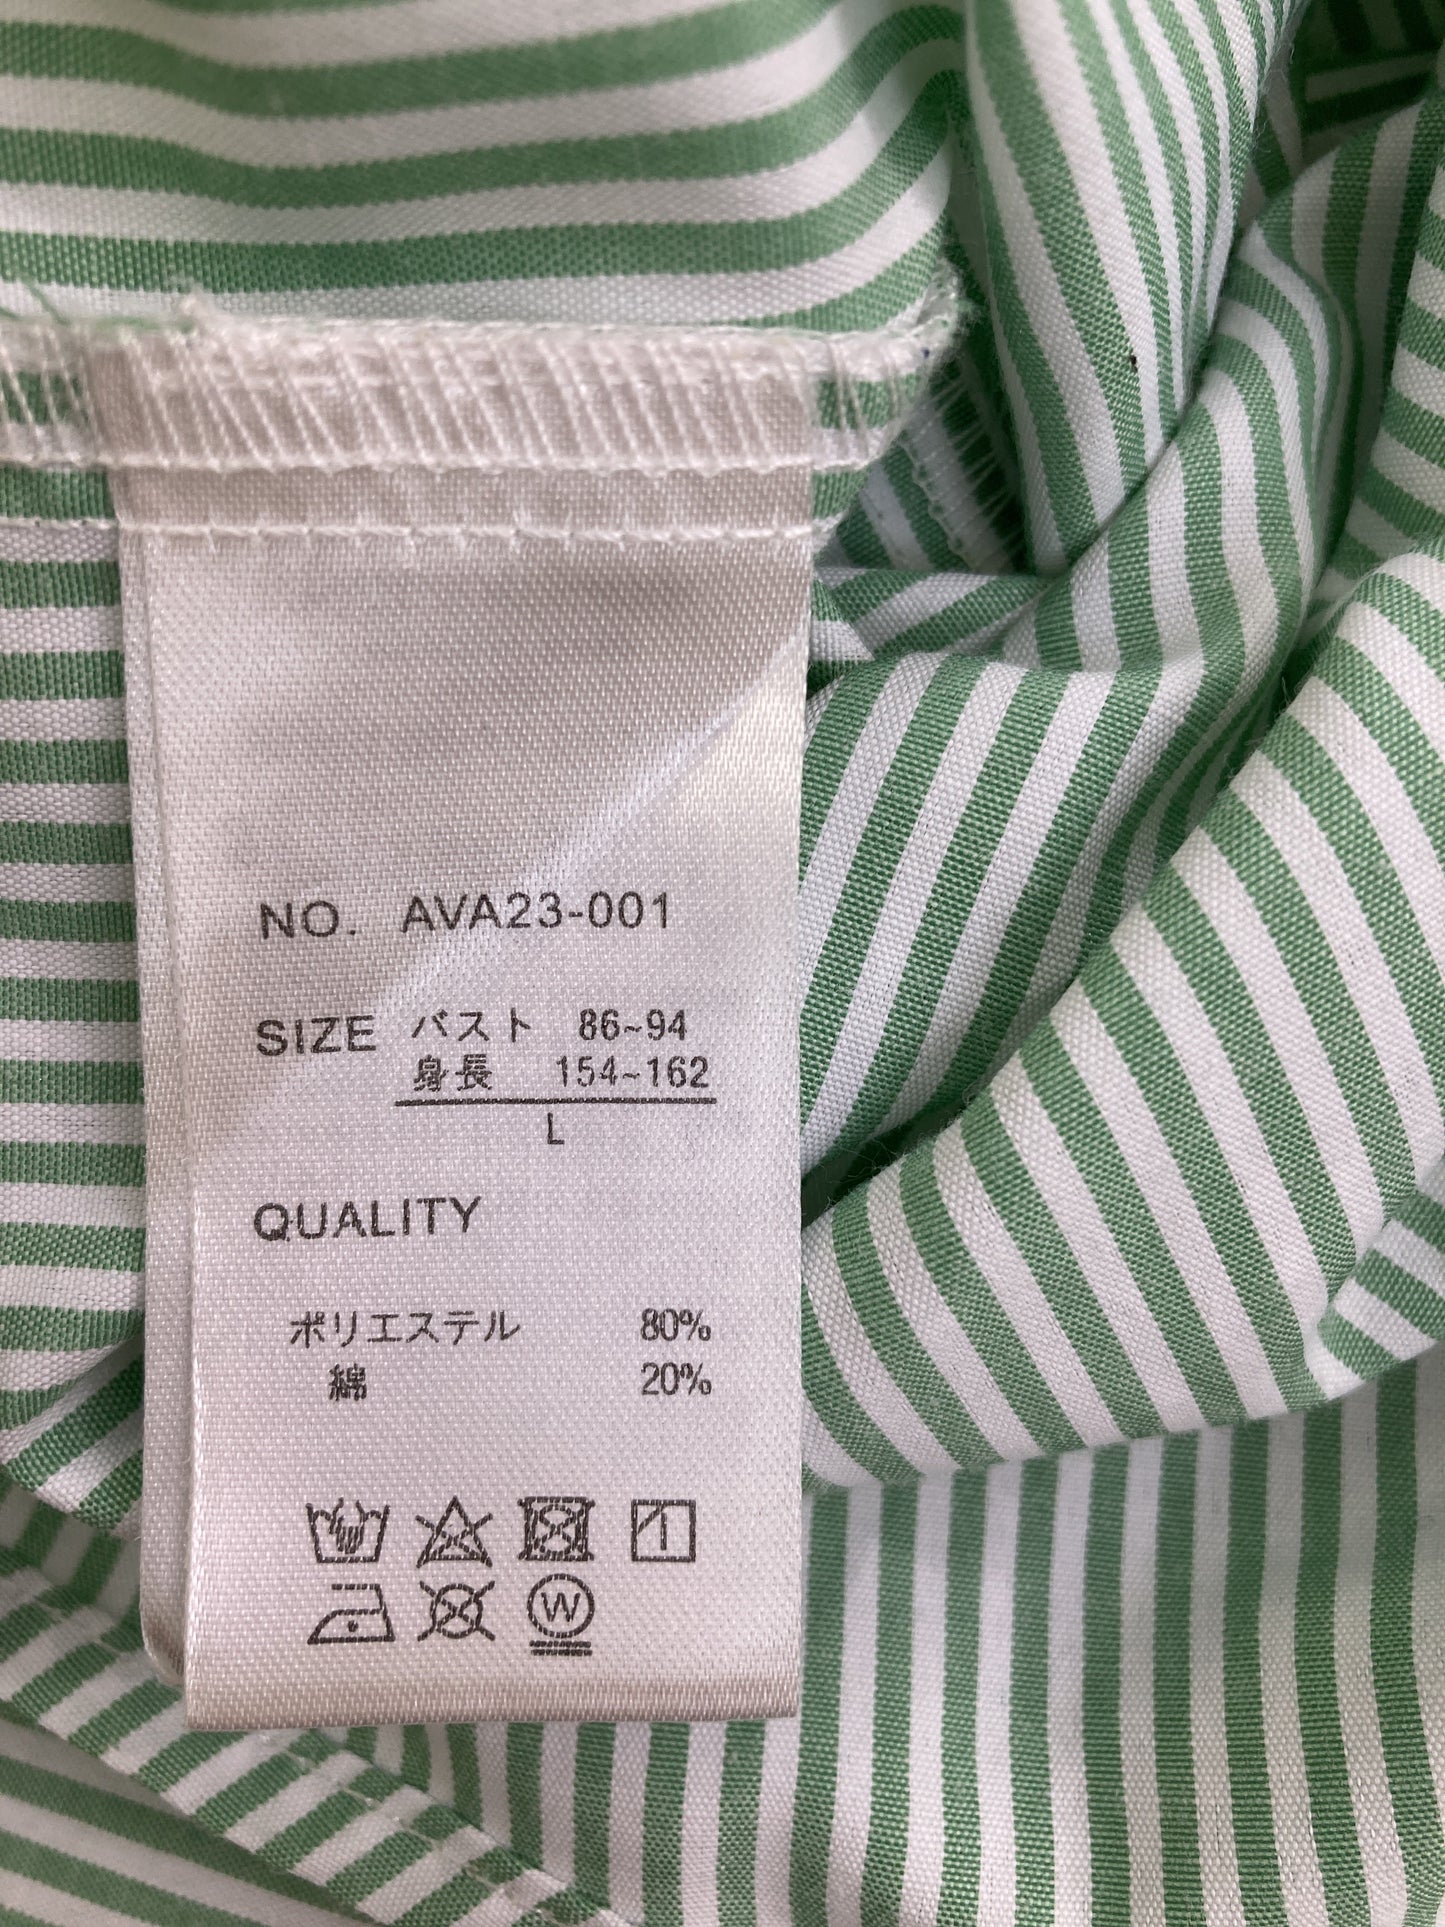 NO. AVA23-001
SIZE バスト 86~94
身長 154~162
L
QUALITY
ポリエステル 80%
綿 20%
W